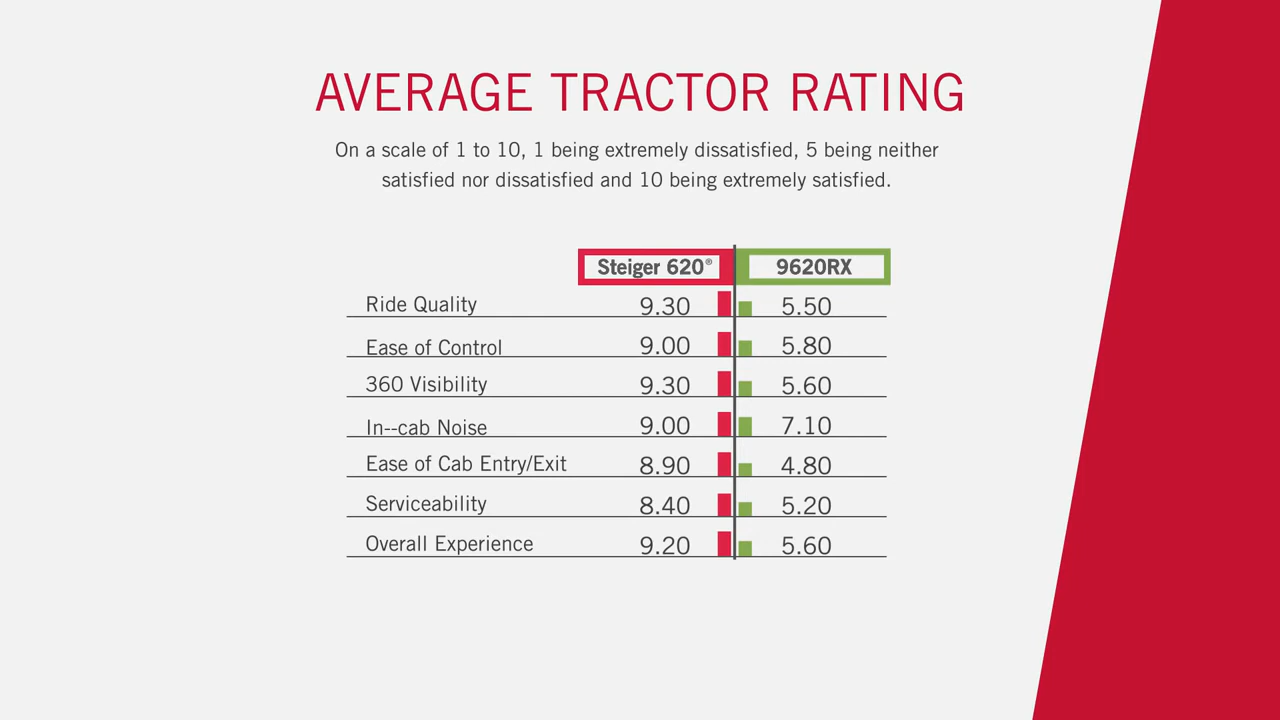 AVERAGE TRACTOR RATING
On a scale of 1 to 10, 1 being extremely dissatisfied, 5 being neither
satisfied nor dissatisfied and 10 being extremely satisfied.
Steiger 620® 9620RX
Ride Quality 9.30 5.50
Ease of Control 9.00 5.80
360 Visibility 9.30 5.60
In--cab Noise 9.00 7.10
Ease of Cab Entry/Exit 8.90 4.80
Serviceability 8.40 5.20
Overall Experience 9.20 5.60